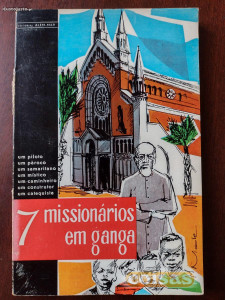 um piloto
um pároco
um samaritano
um místico
um caminheiro
um construtor
um catequista
7 missionários
em ganga